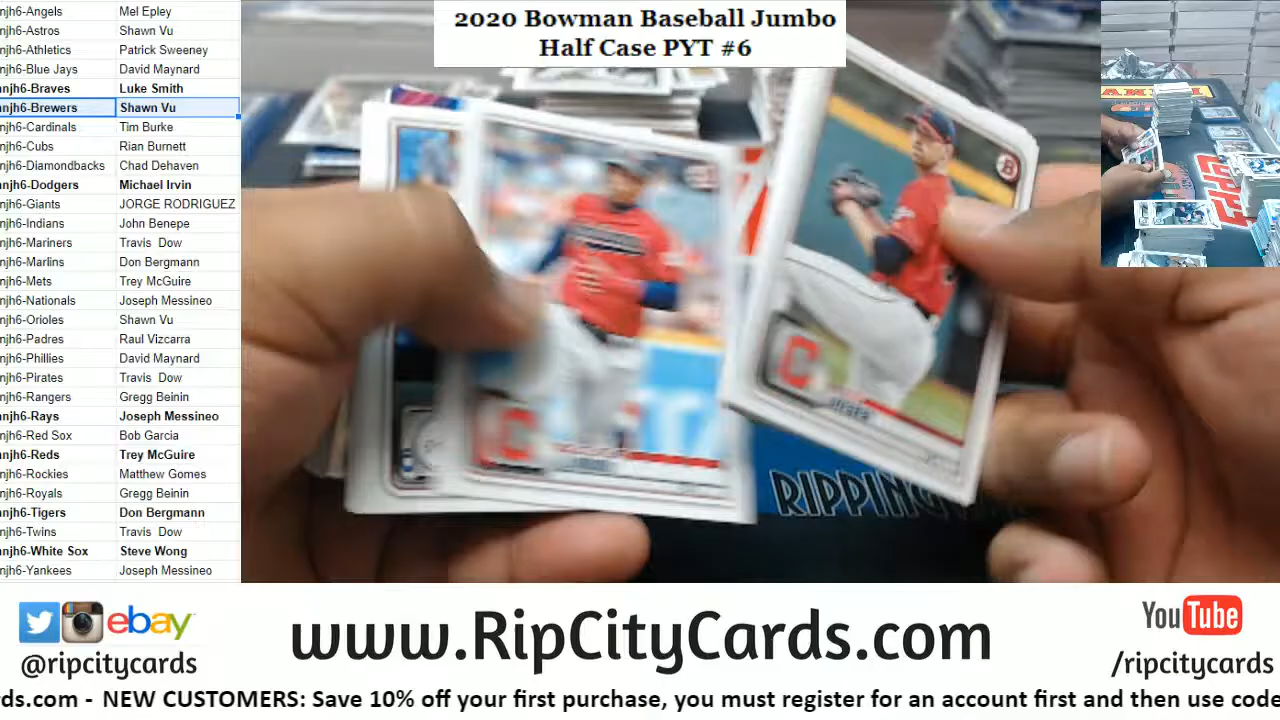 2020 Bowman Baseball Jumbo
Half Case PYT #6
njh6-Angels Mel Epley
njh6-Astros Shawn Vu
njh6-Athletics Patrick Sweeney
njh6-Blue Jays David Maynard
njh6-Braves Luke Smith
njh6-Brewers Shawn Vu
njh6-Cardinals Tim Burke
njh6-Cubs Rian Burnett
njh6-Diamondbacks Chad Dehaven
njh6-Dodgers Michael Irvin
njh6-Giants JORGE RODRIGUEZ
njh6-Indians John Benepe
njh6-Mariners Travis Dow
njh6-Marlins Don Bergmann
njh6-Mets Trey McGuire
njh6-Nationals Joseph Messineo
njh6-Orioles Shawn Vu
njh6-Padres Raul Vizcarra
njh6-Phillies David Maynard
njh6-Pirates Travis Dow
njh6-Rangers Gregg Beinin
njh6-Rays Joseph Messineo
njh6-Red Sox Bob Garcia
njh6-Reds Trey McGuire
njh6-Rockies Matthew Gomes
njh6-Royals Gregg Beinin
njh6-Tigers Don Bergmann
njh6-Twins Travis Dow
njh6-White Sox Steve Wong
njh6-Yankees Joseph Messineo
C
B
RIPPIN
ebay
@ripcitycards
www.RipCityCards.com
YouTube
/ripcitycards
rds.com - NEW CUSTOMERS: Save 10% off your first purchase, you must register for an account first and then use code